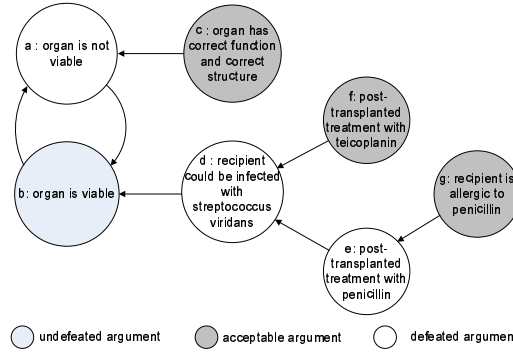 a : organ is not
viable
c : organ has
correct function
and correct
structure
f: post-
transplanted
treatment with
teicoplanin
d : recipient
could be infected
with
streptococcus
viridans
b: organ is viable
g: recipient is
allergic to
penicillin
e: post-
transplanted
treatment with
penicillin
undefeated argument
acceptable argument
defeated argumen